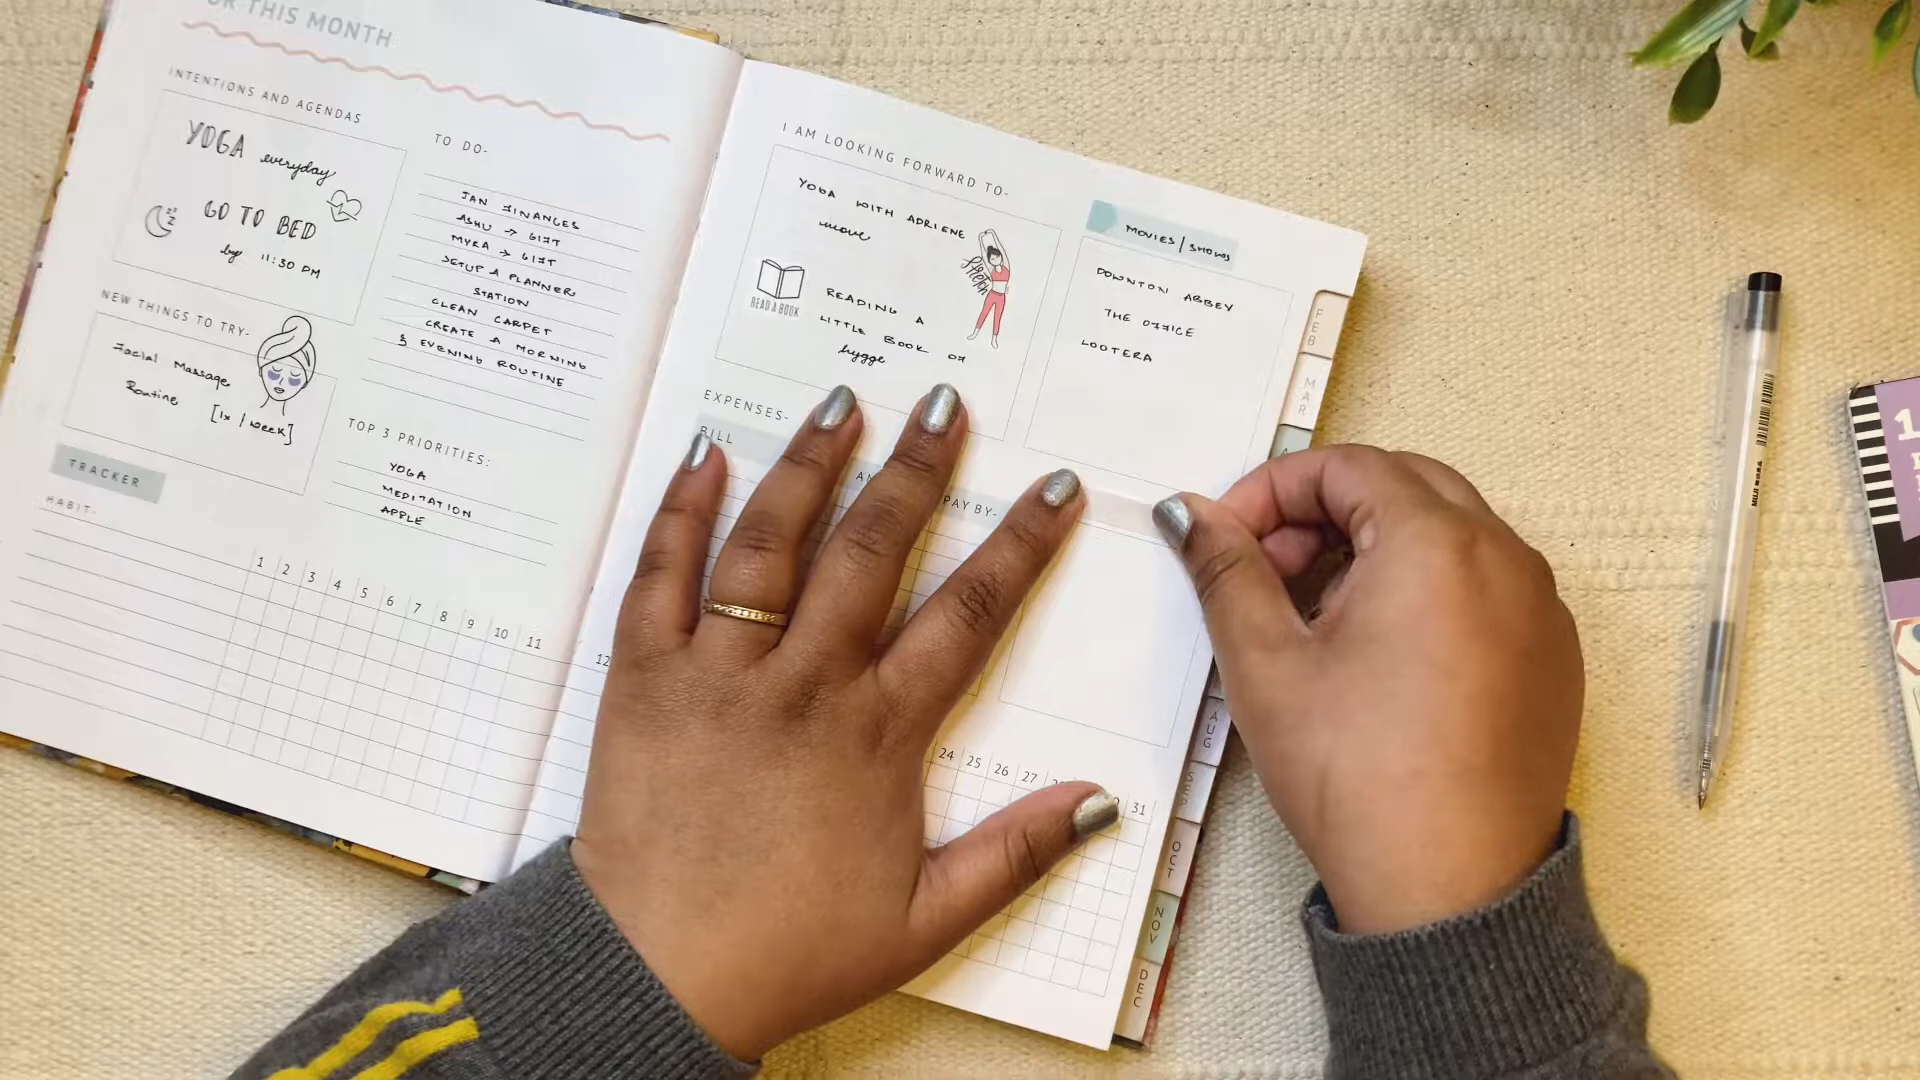 OR THIS MONTH
INTENTIONS AND AGENDAS
YOGA everyday
GO TO BED
by 11:30 PM
NEW THINGS TO TRY-
Facial Massage
Routine [1x / week]
TRACKER
HABIT-
1 2 3 4 5 6 7 8 9 10 11 12
TO DO-
JAN FINANCES
ASHU → GIFT
MYRA → GIFT
SETUP A PLANNER
STATION
CLEAN CARPET
CREATE A MORNING
& EVENING ROUTINE
TOP 3 PRIORITIES:
YOGA
MEDITATION
APPLE
I AM LOOKING FORWARD TO-
YOGA WITH ADRIENE
move
STRETCH
READ A BOOK
READING A
LITTLE BOOK OF
hygge
MOVIES / SHOWS
DOWNTON ABBEY
THE OFFICE
LOOTERA
EXPENSES-
BILL
PAY BY-
24 25 26 27 31
FEB
MAR
AUG
SEP
OCT
NOV
DEC